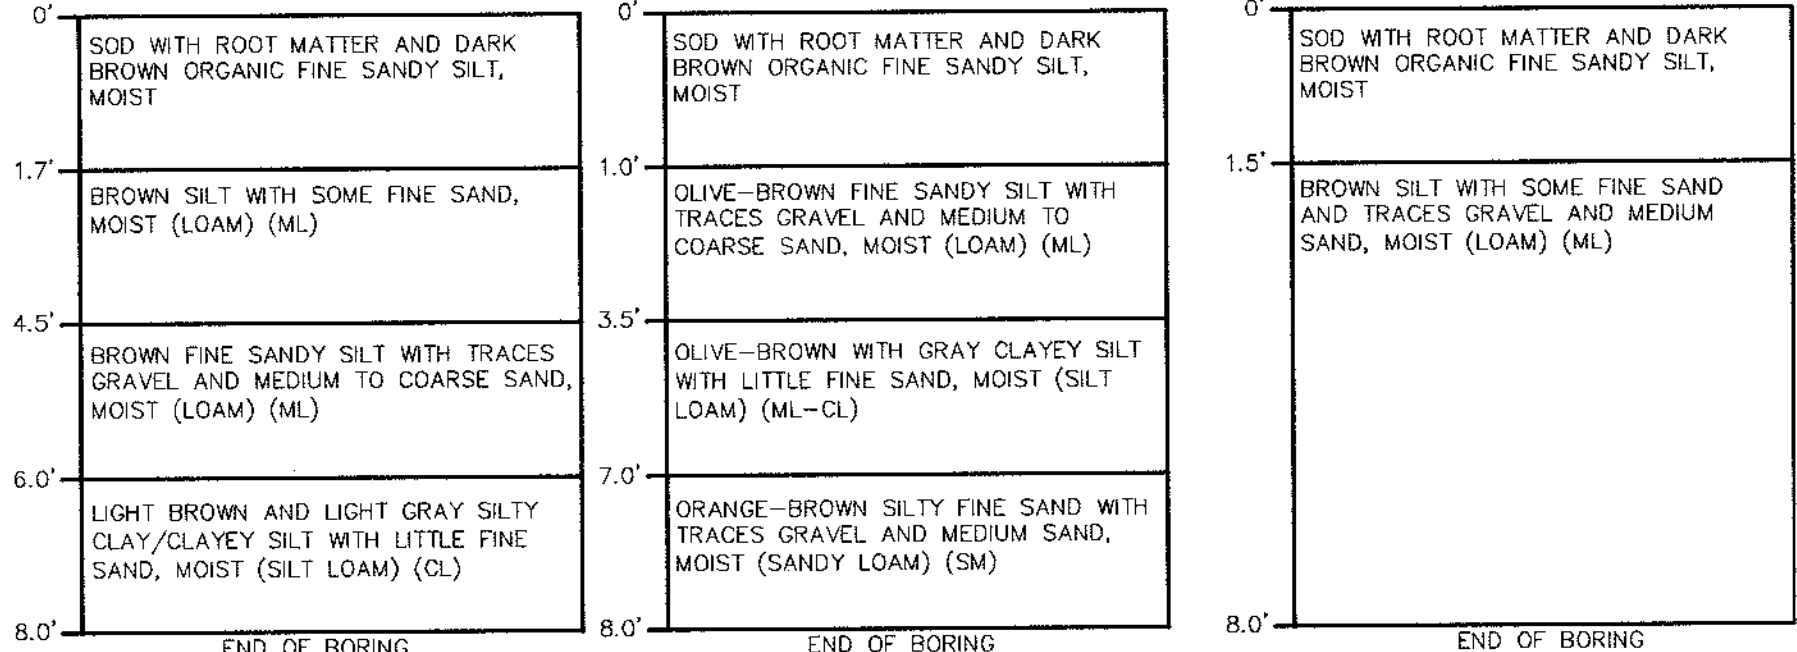 0'
SOD WITH ROOT MATTER AND DARK
BROWN ORGANIC FINE SANDY SILT,
MOIST
1.7'
BROWN SILT WITH SOME FINE SAND,
MOIST (LOAM) (ML)
4.5'
BROWN FINE SANDY SILT WITH TRACES
GRAVEL AND MEDIUM TO COARSE SAND,
MOIST (LOAM) (ML)
6.0'
LIGHT BROWN AND LIGHT GRAY SILTY
CLAY/CLAYEY SILT WITH LITTLE FINE
SAND, MOIST (SILT LOAM) (CL)
8.0'
END OF BORING
0'
SOD WITH ROOT MATTER AND DARK
BROWN ORGANIC FINE SANDY SILT,
MOIST
1.0'
OLIVE-BROWN FINE SANDY SILT WITH
TRACES GRAVEL AND MEDIUM TO
COARSE SAND, MOIST (LOAM) (ML)
3.5'
OLIVE-BROWN WITH GRAY CLAYEY SILT
WITH LITTLE FINE SAND, MOIST (SILT
LOAM) (ML-CL)
7.0'
ORANGE-BROWN SILTY FINE SAND WITH
TRACES GRAVEL AND MEDIUM SAND,
MOIST (SANDY LOAM) (SM)
8.0'
END OF BORING
0'
SOD WITH ROOT MATTER AND DARK
BROWN ORGANIC FINE SANDY SILT,
MOIST
1.5'
BROWN SILT WITH SOME FINE SAND
AND TRACES GRAVEL AND MEDIUM
SAND, MOIST (LOAM) (ML)
8.0'
END OF BORING